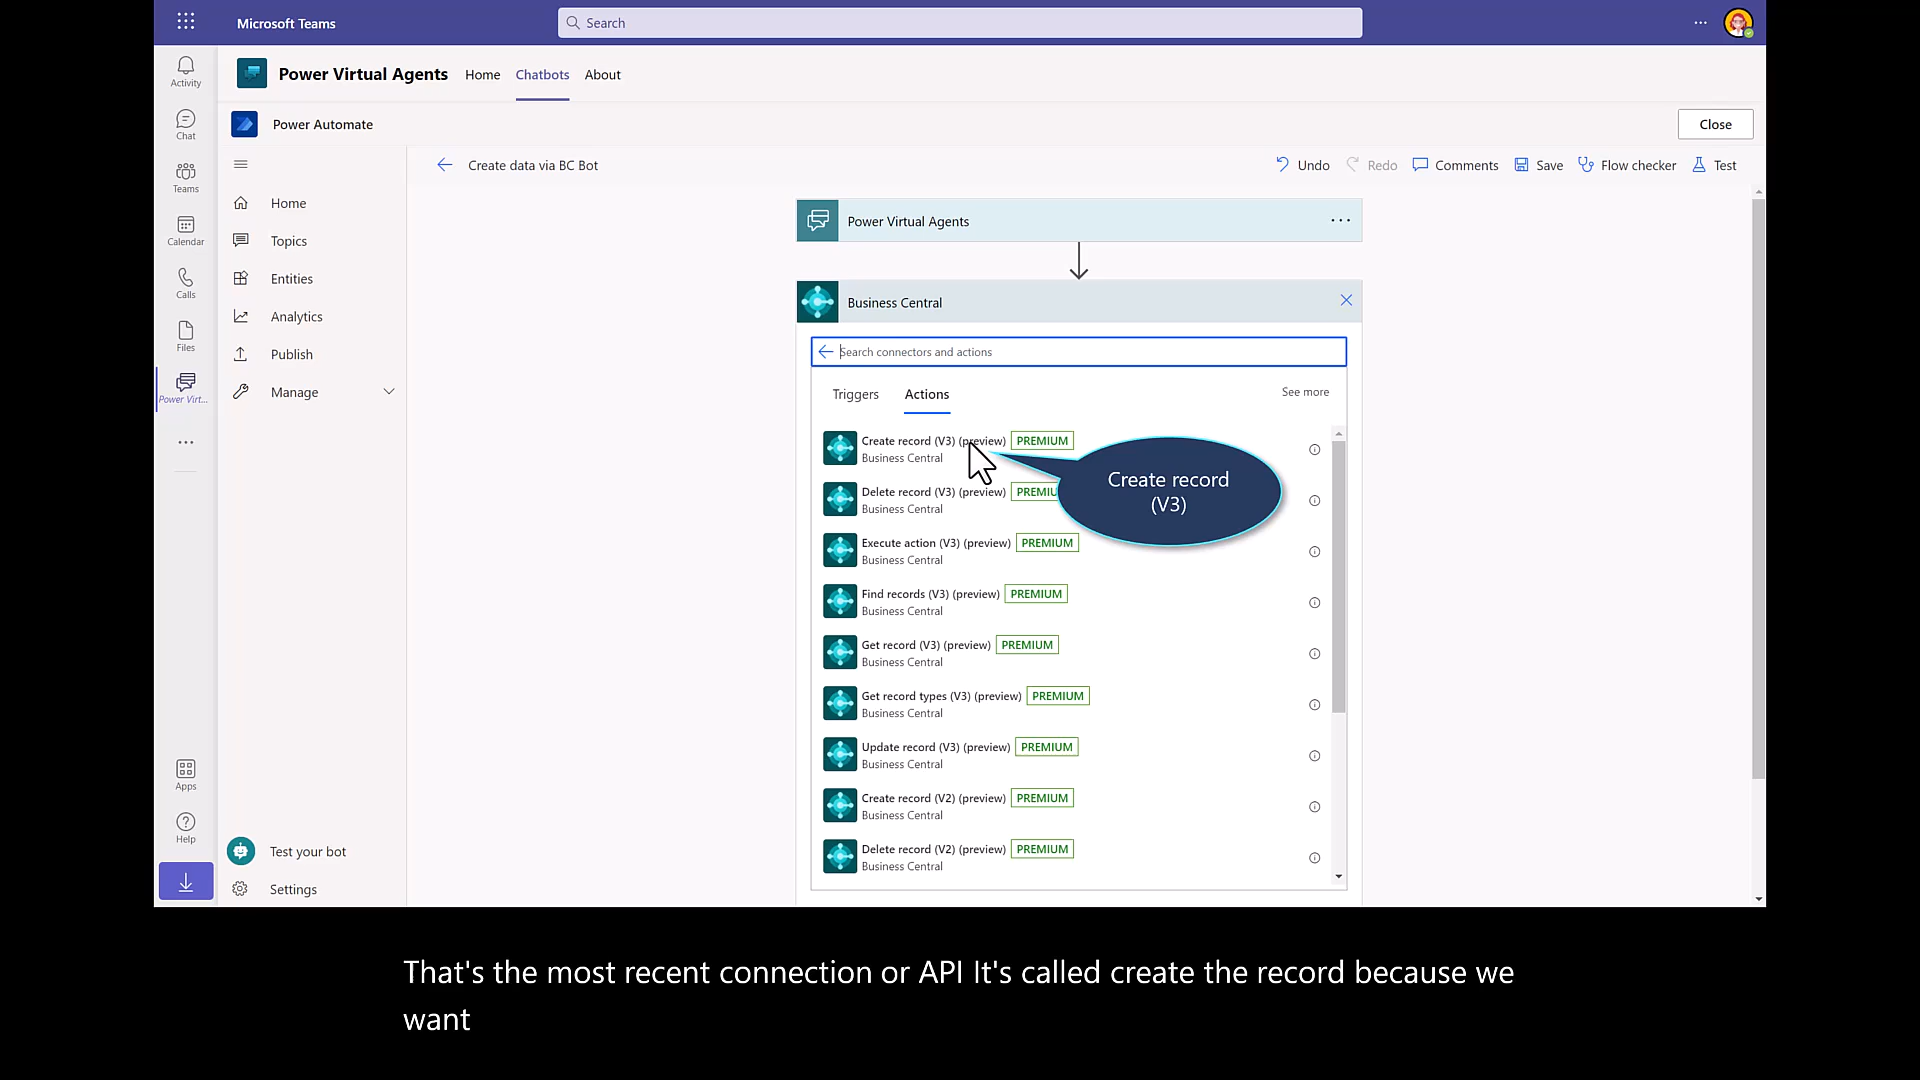 Microsoft Teams
Search
Activity
Chat
Teams
Calendar
Calls
Files
Power Virt...
Apps
Help
Power Virtual Agents
Home
Chatbots
About
Power Automate
Close
Home
Topics
Entities
Analytics
Publish
Manage
Test your bot
Settings
Create data via BC Bot
Undo
Redo
Comments
Save
Flow checker
Test
Power Virtual Agents
Business Central
Search connectors and actions
Triggers
Actions
See more
Create record (V3) (preview) PREMIUM
Business Central
Delete record (V3) (preview)
Business Central
Execute action (V3) (preview) PREMIUM
Business Central
Find records (V3) (preview) PREMIUM
Business Central
Get record (V3) (preview) PREMIUM
Business Central
Get record types (V3) (preview) PREMIUM
Business Central
Update record (V3) (preview) PREMIUM
Business Central
Create record (V2) (preview) PREMIUM
Business Central
Delete record (V2) (preview) PREMIUM
Business Central
Create record
(V3)
That's the most recent connection or API It's called create the record because we
want